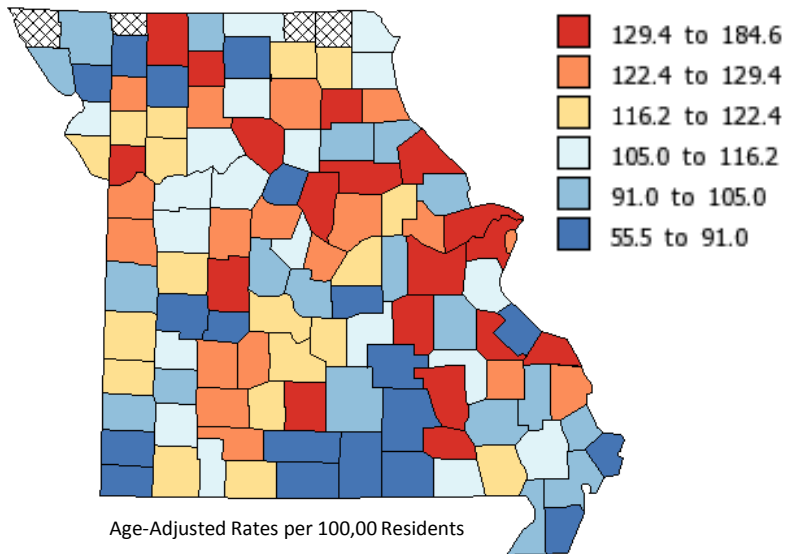 129.4 to 184.6
122.4 to 129.4
116.2 to 122.4
105.0 to 116.2
91.0 to 105.0
55.5 to 91.0
Age-Adjusted Rates per 100,00 Residents